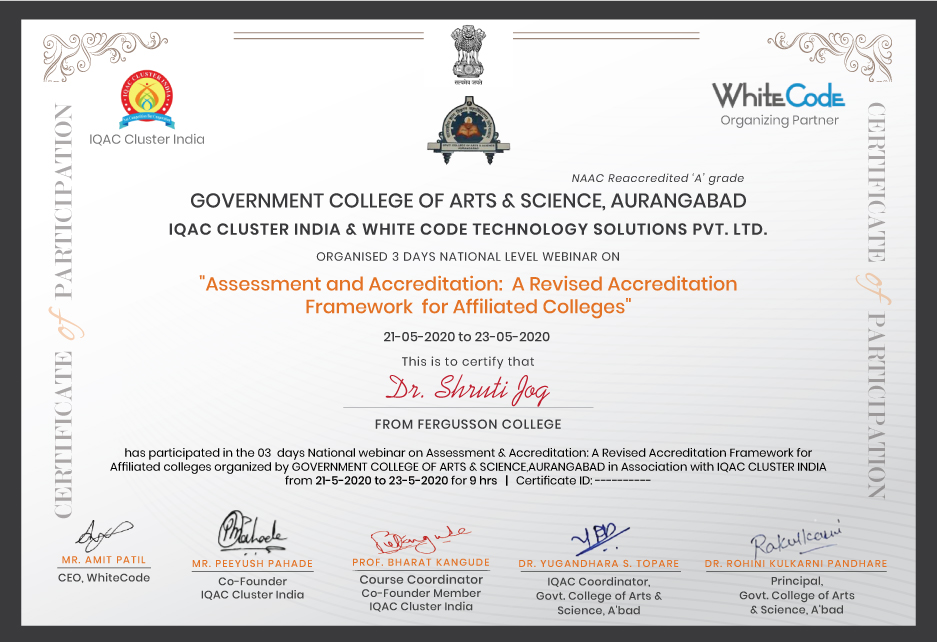 IQAC CLUSTER INDIA
IQAC Cluster India
सत्यमेव जयते
WhiteCode
Organizing Partner
CERTIFICATE of PARTICIPATION
CERTIFICATE of PARTICIPATION
NAAC Reaccredited 'A' grade
GOVERNMENT COLLEGE OF ARTS & SCIENCE, AURANGABAD
IQAC CLUSTER INDIA & WHITE CODE TECHNOLOGY SOLUTIONS PVT. LTD.
ORGANISED 3 DAYS NATIONAL LEVEL WEBINAR ON
"Assessment and Accreditation: A Revised Accreditation
Framework for Affiliated Colleges"
21-05-2020 to 23-05-2020
This is to certify that
Dr. Shruti Jog
FROM FERGUSSON COLLEGE
has participated in the 03 days National webinar on Assessment & Accreditation: A Revised Accreditation Framework for
Affiliated colleges organized by GOVERNMENT COLLEGE OF ARTS & SCIENCE,AURANGABAD in Association with IQAC CLUSTER INDIA
from 21-5-2020 to 23-5-2020 for 9 hrs | Certificate ID: ----------
MR. AMIT PATIL
CEO, WhiteCode
PMahode
MR. PEEYUSH PAHADE
Co-Founder
IQAC Cluster India
PROF. BHARAT KANGUDE
Course Coordinator
Co-Founder Member
IQAC Cluster India
DR. YUGANDHARA S. TOPARE
IQAC Coordinator,
Govt. College of Arts &
Science, A'bad
Rakulkarni
DR. ROHINI KULKARNI PANDHARE
Principal,
Govt. College of Arts
& Science, A'bad